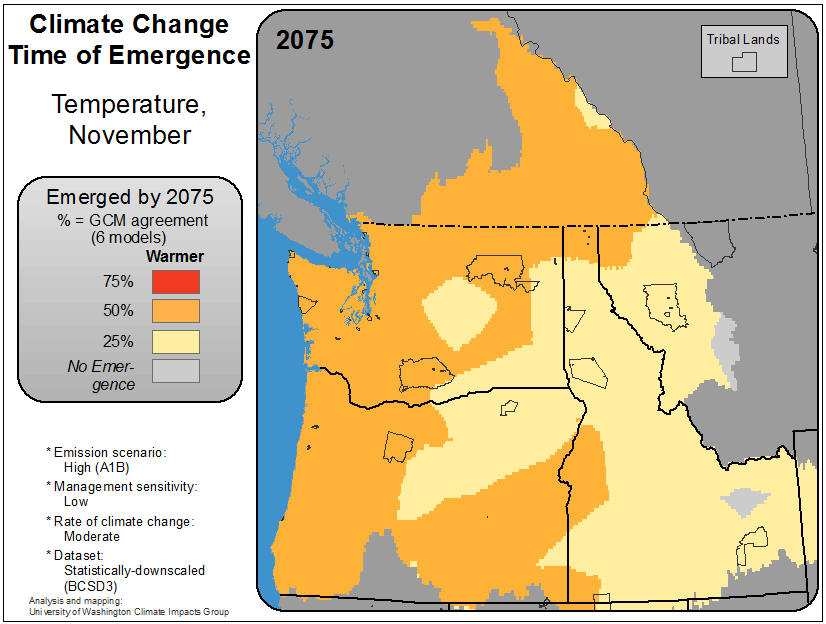 Climate Change
Time of Emergence
Temperature,
November
Emerged by 2075
% = GCM agreement
(6 models)
Warmer
75%
50%
25%
No Emer-
gence
* Emission scenario:
High (A1B)
* Management sensitivity:
Low
* Rate of climate change:
Moderate
* Dataset:
Statistically-downscaled
(BCSD3)
Analysis and mapping:
University of Washington Climate Impacts Group
2075
Tribal Lands